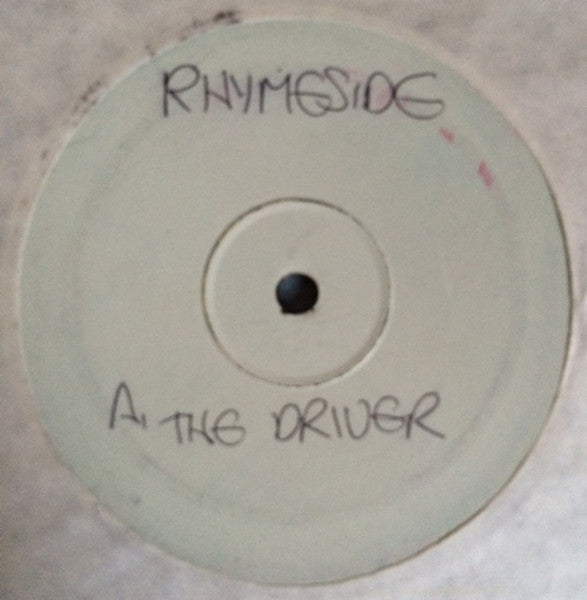 RHYMESIDE
A, THE DRIVER